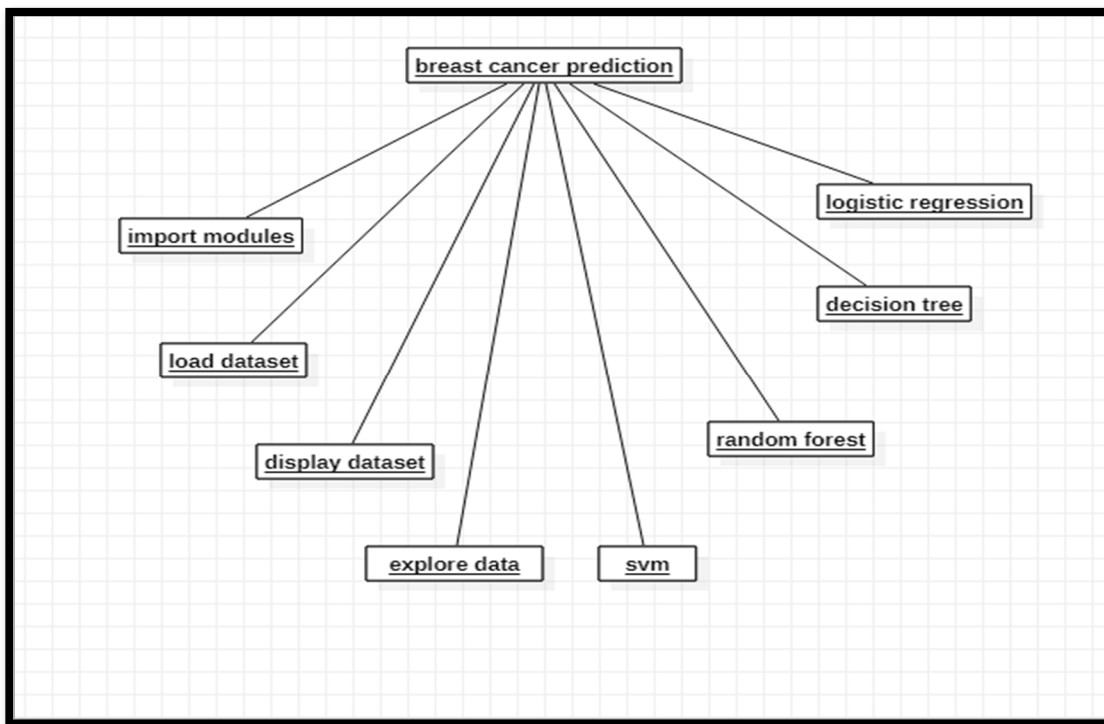 breast cancer prediction
logistic regression
import modules
decision tree
load dataset
random forest
display dataset
explore data
svm